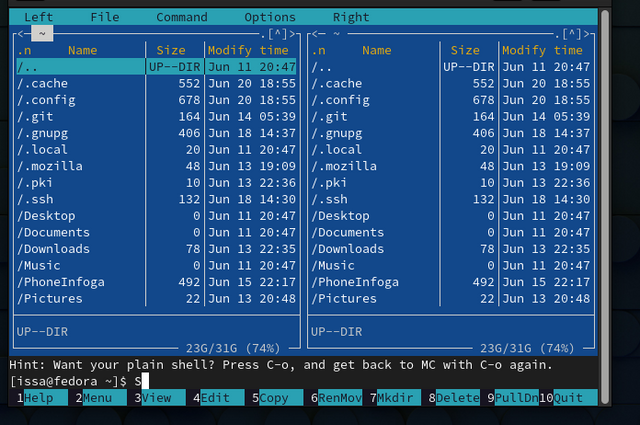 Left File Command Options Right
<─ ~ .[^]> <─ ~ .[^]>
.n Name Size Modify time .n Name Size Modify time
/.. UP--DIR Jun 11 20:47 /.. UP--DIR Jun 11 20:47
/.cache 552 Jun 20 18:55 /.cache 552 Jun 20 18:55
/.config 678 Jun 20 18:55 /.config 678 Jun 20 18:55
/.git 164 Jun 14 05:39 /.git 164 Jun 14 05:39
/.gnupg 406 Jun 18 14:37 /.gnupg 406 Jun 18 14:37
/.local 20 Jun 11 20:47 /.local 20 Jun 11 20:47
/.mozilla 48 Jun 13 19:09 /.mozilla 48 Jun 13 19:09
/.pki 10 Jun 13 22:36 /.pki 10 Jun 13 22:36
/.ssh 132 Jun 18 14:30 /.ssh 132 Jun 18 14:30
/Desktop 0 Jun 11 20:47 /Desktop 0 Jun 11 20:47
/Documents 0 Jun 11 20:47 /Documents 0 Jun 11 20:47
/Downloads 78 Jun 13 22:35 /Downloads 78 Jun 13 22:35
/Music 0 Jun 11 20:47 /Music 0 Jun 11 20:47
/PhoneInfoga 492 Jun 15 22:17 /PhoneInfoga 492 Jun 15 22:17
/Pictures 22 Jun 13 20:48 /Pictures 22 Jun 13 20:48
UP--DIR UP--DIR
23G/31G (74%) 23G/31G (74%)
Hint: Want your plain shell? Press C-o, and get back to MC with C-o again.
[issa@fedora ~]$ S
1Help 2Menu 3View 4Edit 5Copy 6RenMov 7Mkdir 8Delete 9PullDn 10Quit